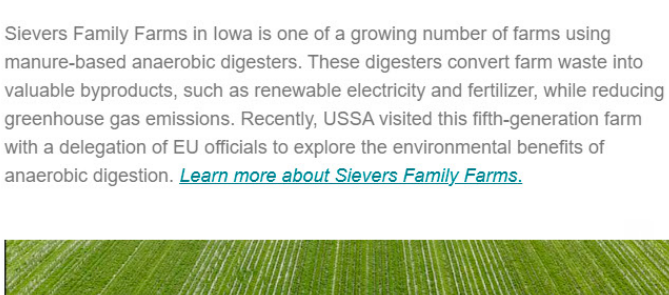 Sievers Family Farms in Iowa is one of a growing number of farms using
manure-based anaerobic digesters. These digesters convert farm waste into
valuable byproducts, such as renewable electricity and fertilizer, while reducing
greenhouse gas emissions. Recently, USSA visited this fifth-generation farm
with a delegation of EU officials to explore the environmental benefits of
anaerobic digestion. Learn more about Sievers Family Farms.